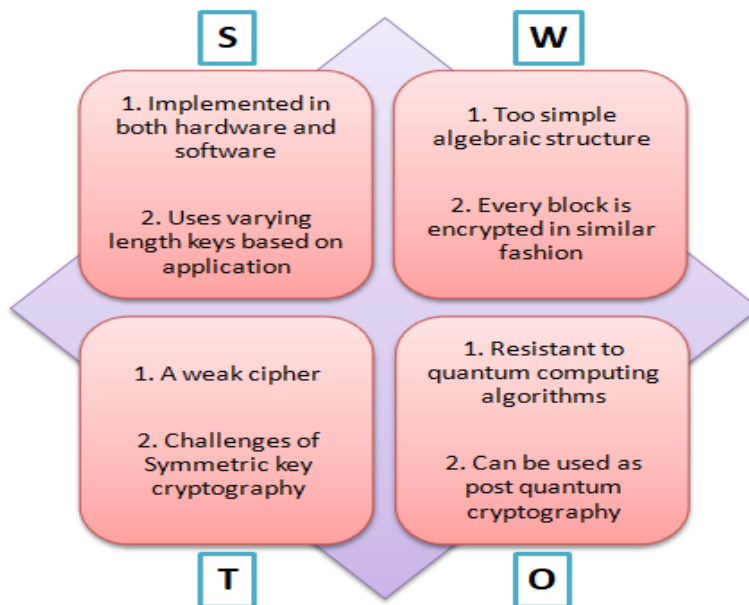 S
W
1. Implemented in
both hardware and
software
2. Uses varying
length keys based on
application
1. Too simple
algebraic structure
2. Every block is
encrypted in similar
fashion
1. A weak cipher
2. Challenges of
Symmetric key
cryptography
1. Resistant to
quantum computing
algorithms
2. Can be used as
post quantum
cryptography
T
O